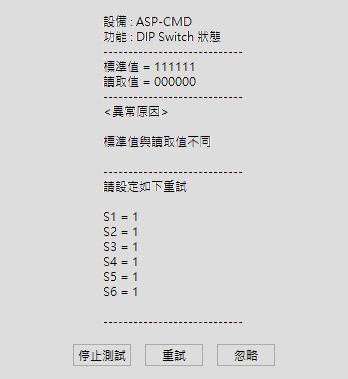 設備 : ASP-CMD
功能 : DIP Switch 狀態
----------------------------
標準值 = 111111
讀取值 = 000000
----------------------------
<異常原因>
標準值與讀取值不同
----------------------------
請設定如下重試
S1 = 1
S2 = 1
S3 = 1
S4 = 1
S5 = 1
S6 = 1
----------------------------
停止測試 重試 忽略